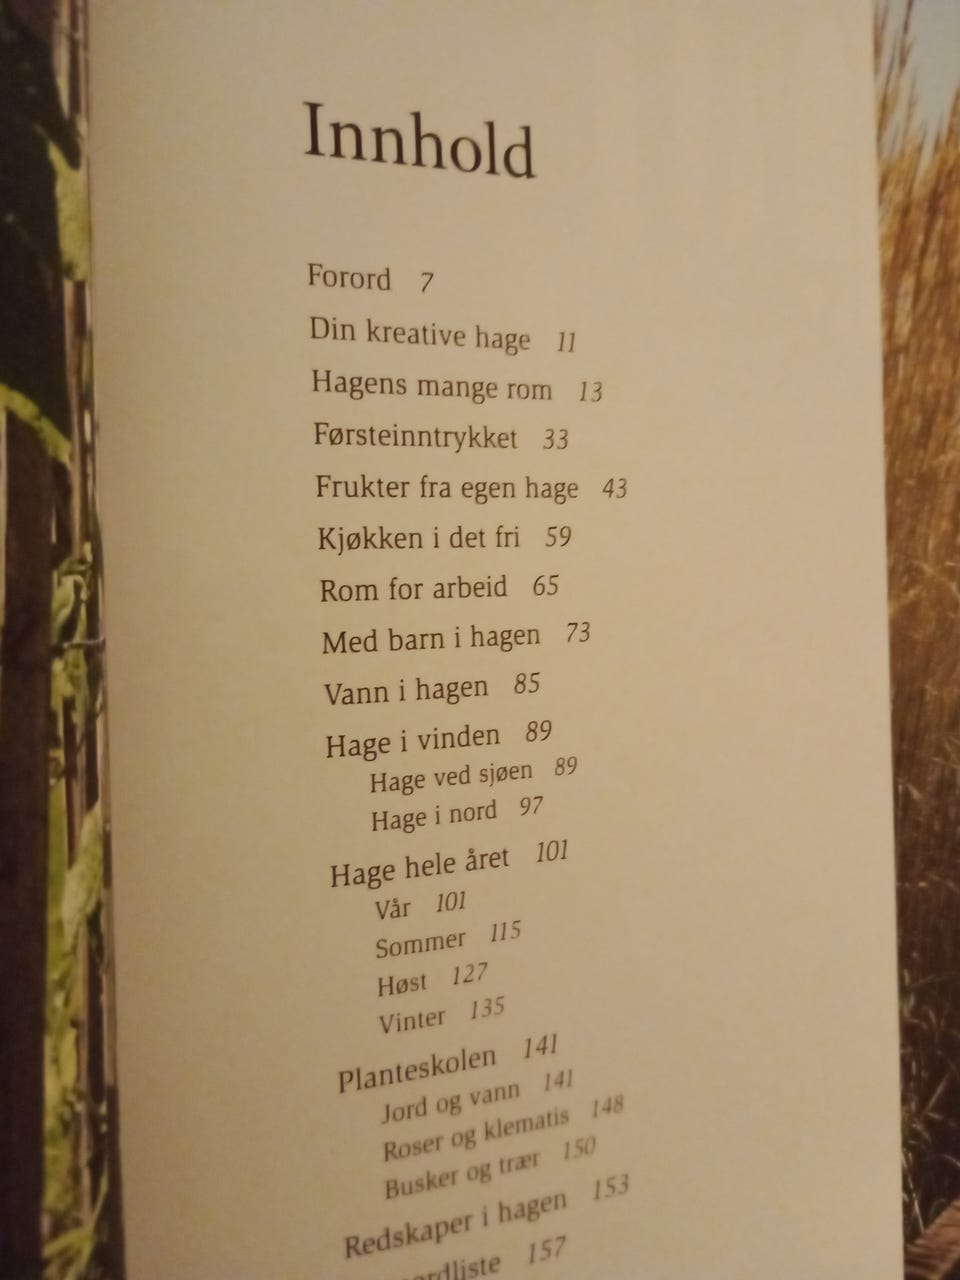 Innhold
Forord 7
Din kreative hage 11
Hagens mange rom 13
Førsteinntrykket 33
Frukter fra egen hage 43
Kjøkken i det fri 59
Rom for arbeid 65
Med barn i hagen 73
Vann i hagen 85
Hage i vinden 89
Hage ved sjøen 89
Hage i nord 97
Hage hele året 101
Vår 101
Sommer 115
Høst 127
Vinter 135
Planteskolen 141
Jord og vann 141
Roser og klematis 148
Busker og trær 150
Redskaper i hagen 153
157